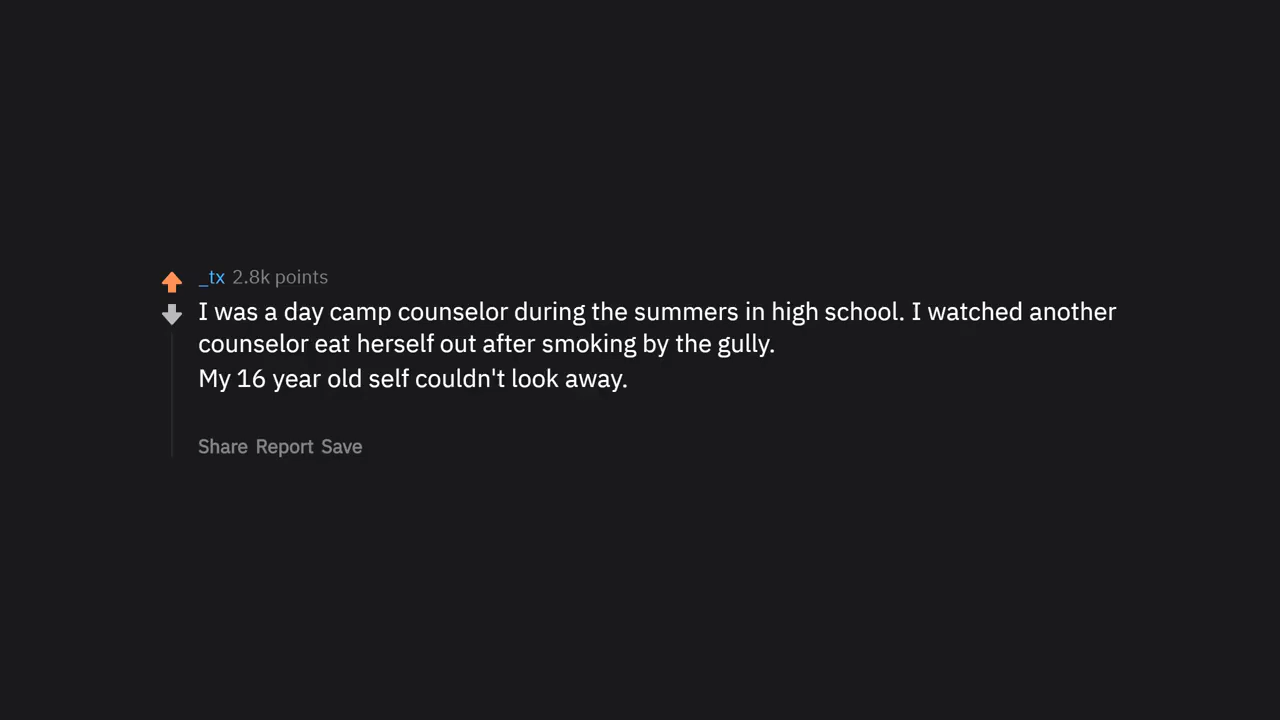 _tx 2.8k points
I was a day camp counselor during the summers in high school. I watched another
counselor eat herself out after smoking by the gully.
My 16 year old self couldn't look away.
Share Report Save